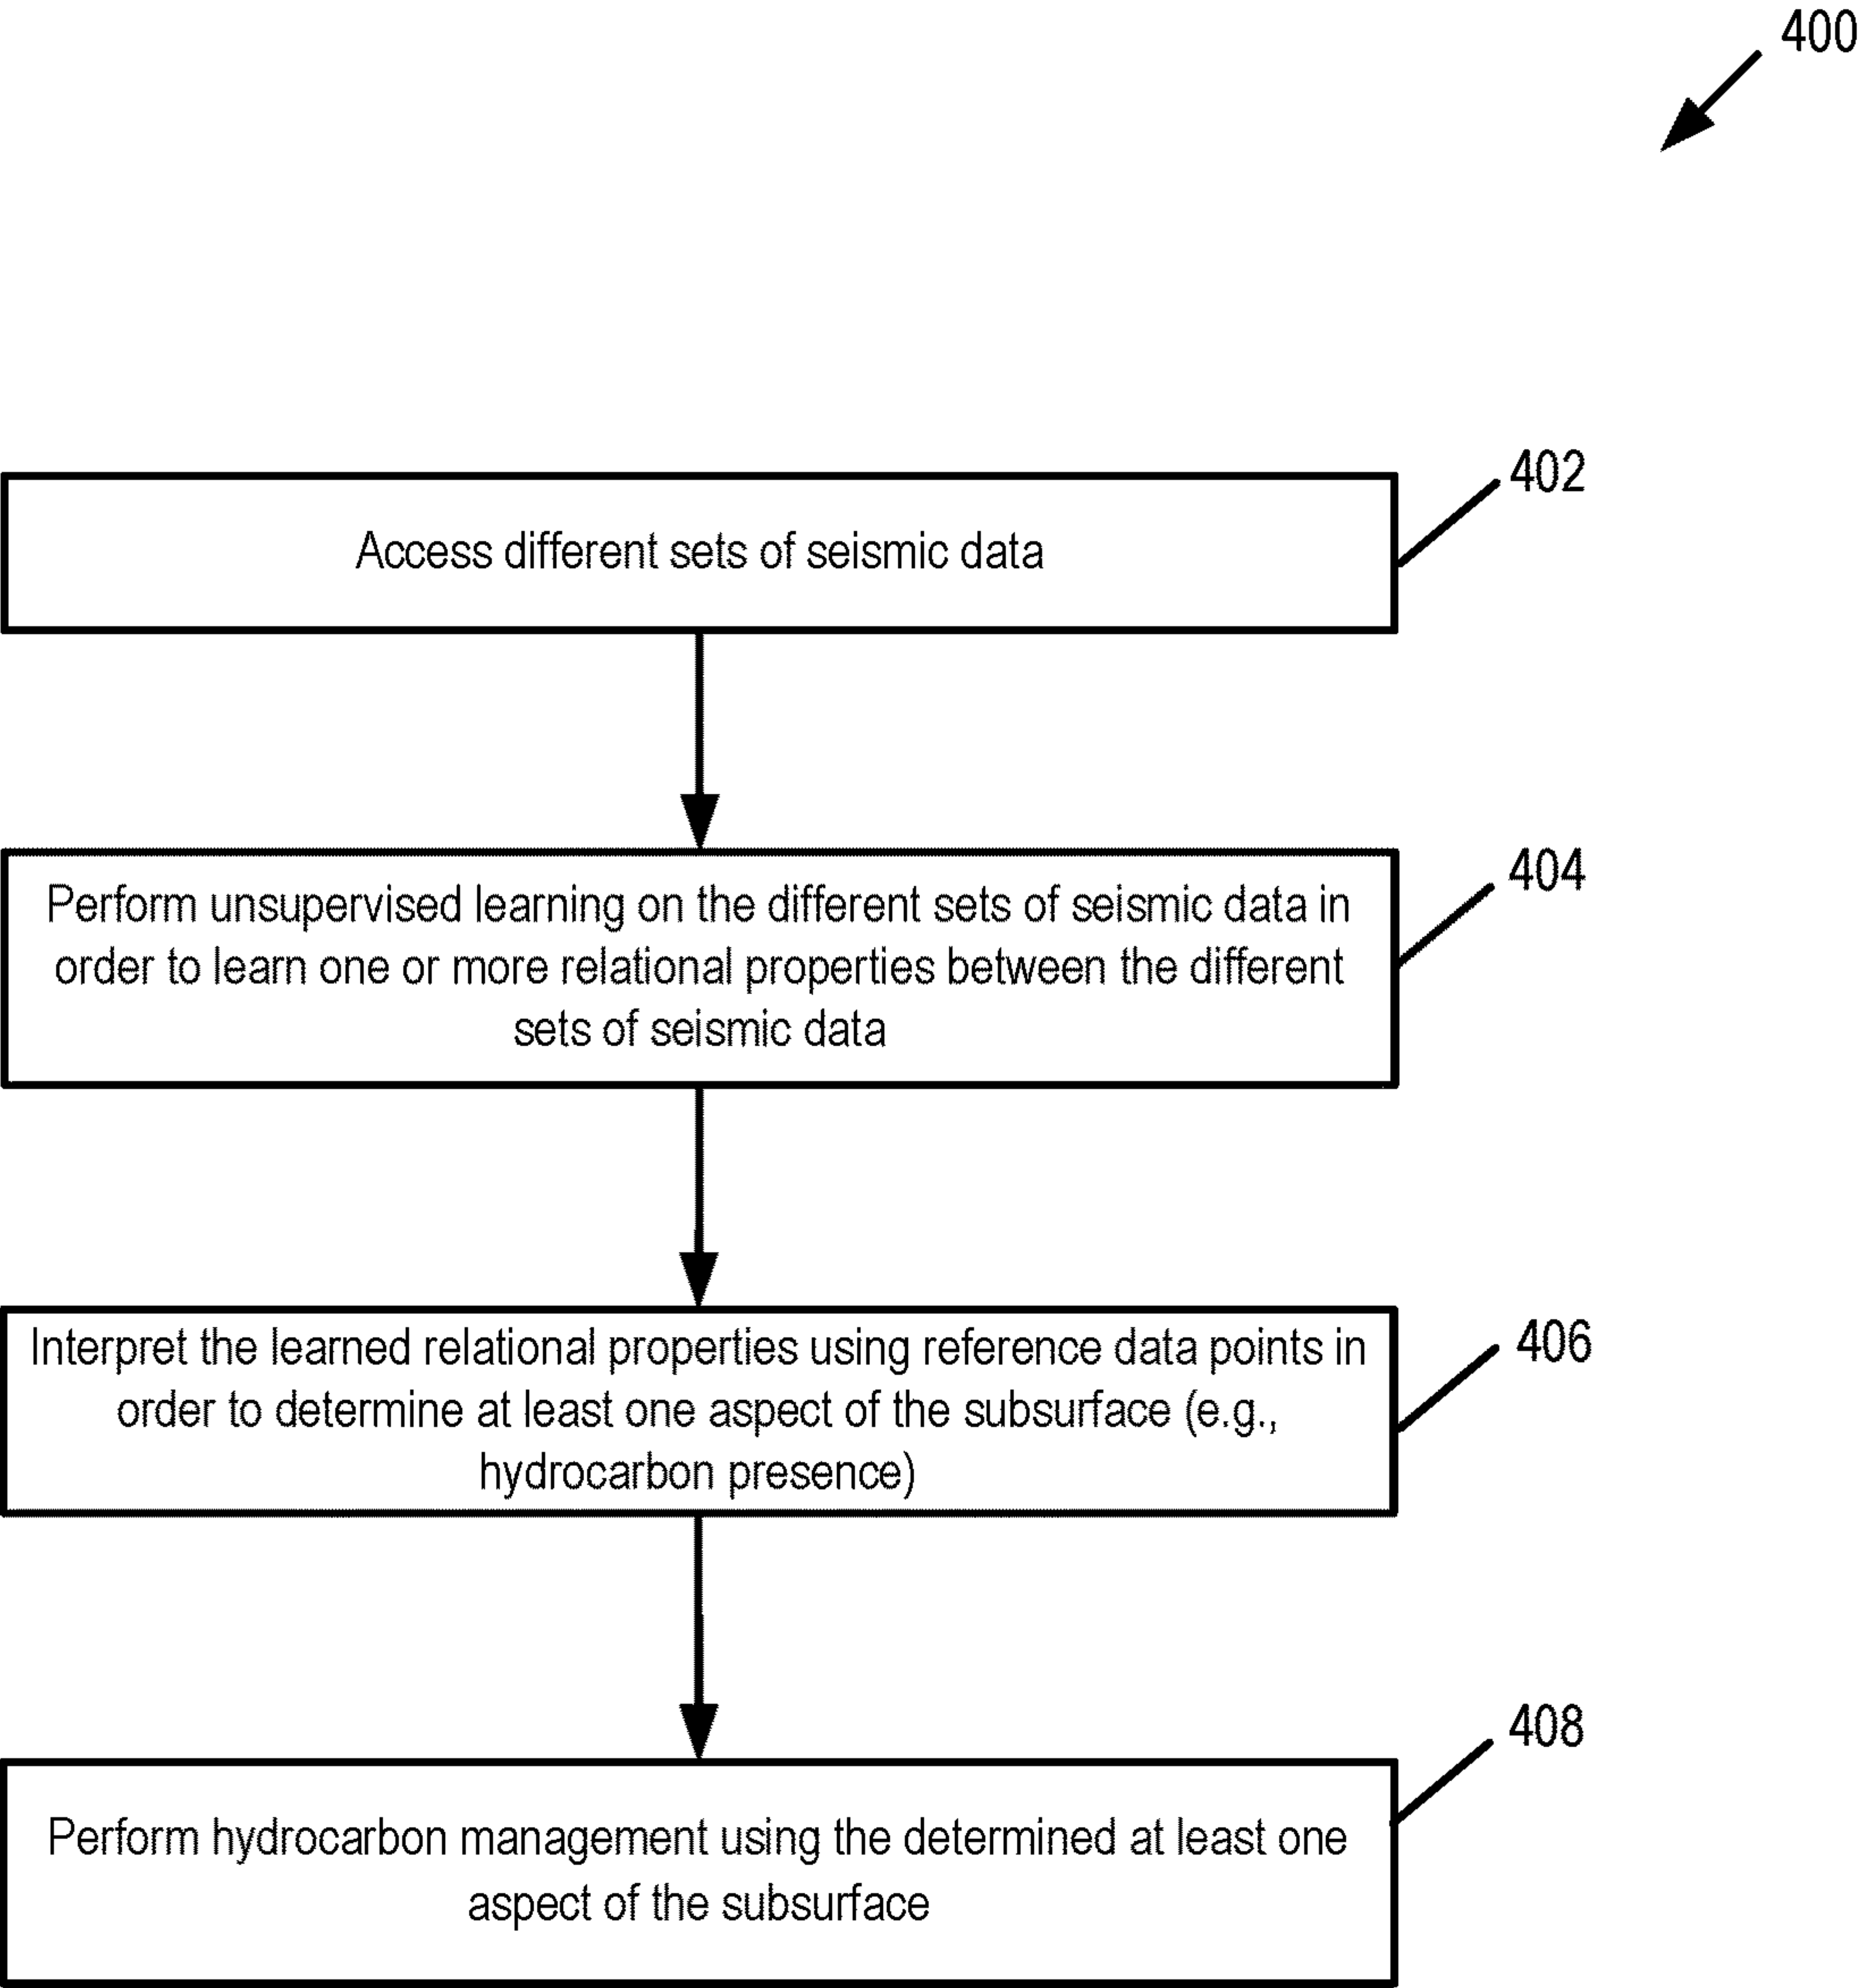 400
402
Access different sets of seismic data
404
Perform unsupervised learning on the different sets of seismic data in
order to learn one or more relational properties between the different
sets of seismic data
406
Interpret the learned relational properties using reference data points in
order to determine at least one aspect of the subsurface (e.g.,
hydrocarbon presence)
408
Perform hydrocarbon management using the determined at least one
aspect of the subsurface